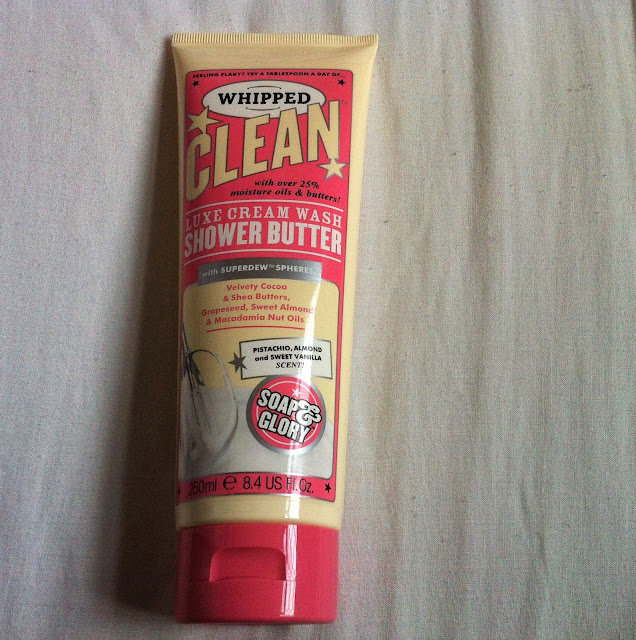 FEELING FLAKY? TRY A TABLESPOON A DAY OF...
WHIPPED
CLEAN
with over 25%
moisture oils & butters!
LUXE CREAM WASH
SHOWER BUTTER
with SUPERDEW™ SPHERES
Velvety Cocoa
& Shea Butters,
Grapeseed, Sweet Almond
& Macadamia Nut Oils
PISTACHIO, ALMOND
and SWEET VANILLA
SCENT!
SOAP &
GLORY
250ml e 8.4 US Fl. Oz.